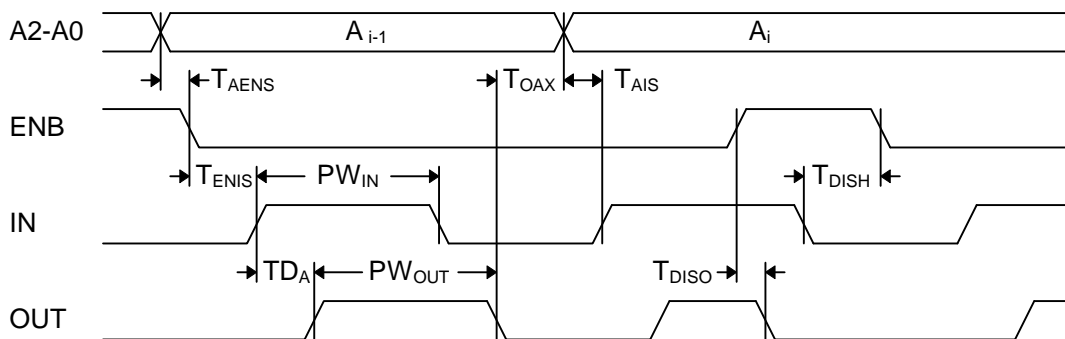 A2-A0 A i-1 Ai
TAENS TOAX TAIS
ENB
TENIS PWIN TDISH
IN
TDA PWOUT TDISO
OUT